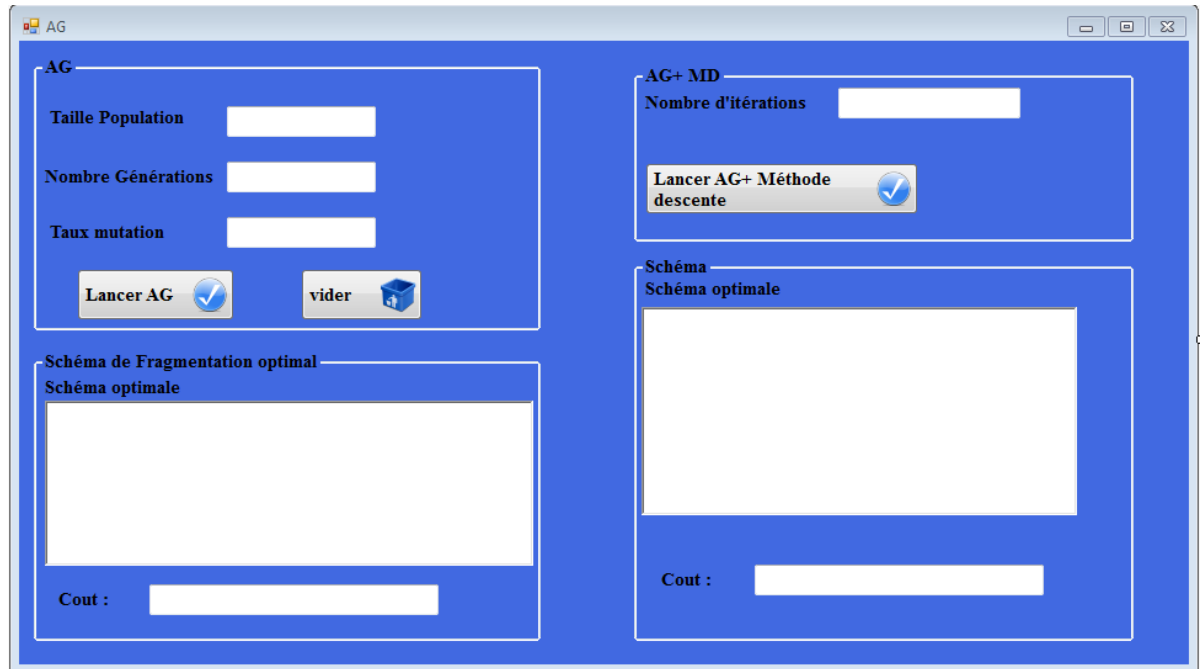 AG
AG
Taille Population
Nombre Générations
Taux mutation
Lancer AG
vider
Schéma de Fragmentation optimal
Schéma optimale
Cout :
AG+ MD
Nombre d'itérations
Lancer AG+ Méthode
descente
Schéma
Schéma optimale
Cout :